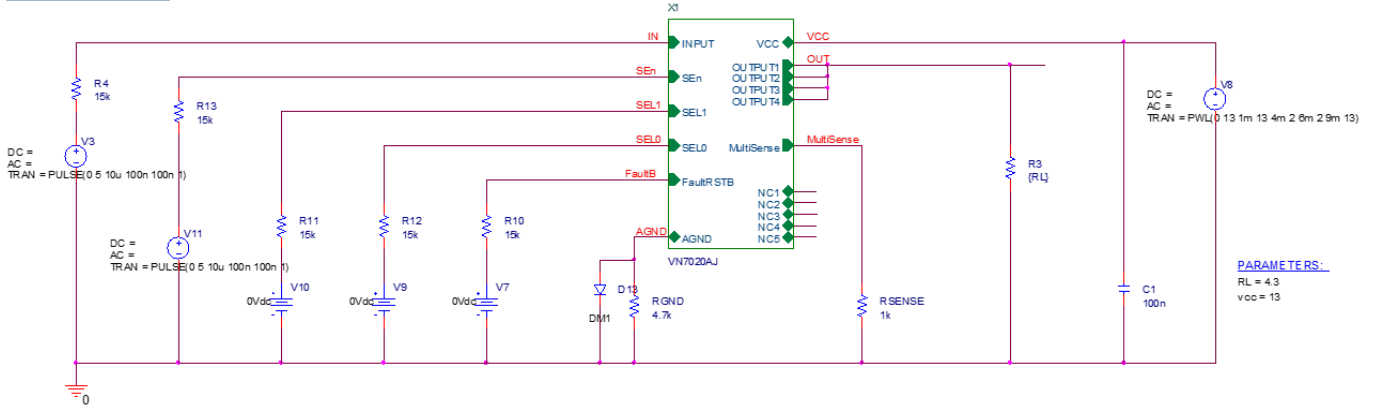 X1
IN
INPUT
VCC
VCC
OUT
OUTPUT1
OUTPUT2
OUTPUT3
OUTPUT4
SEn
SEn
SEL1
SEL1
SEL0
SEL0
MultiSense
MultiSense
FaultB
FaultRSTB
NC1
NC2
NC3
NC4
NC5
AGND
AGND
VN7020AJ
R4
15k
R13
15k
V3
DC =
AC =
TRAN = PULSE(0 5 10u 100n 100n 1)
R11
15k
R12
15k
R10
15k
V11
DC =
AC =
TRAN = PULSE(0 5 10u 100n 100n 1)
V10
0Vdc
V9
0Vdc
V7
0Vdc
D13
DM1
RGND
4.7k
RSENSE
1k
R3
{RL}
V8
DC =
AC =
TRAN = PWL(0 13 1m 13 4m 2 6m 2 9m 13)
C1
100n
PARAMETERS:
RL = 4.3
vcc = 13
0